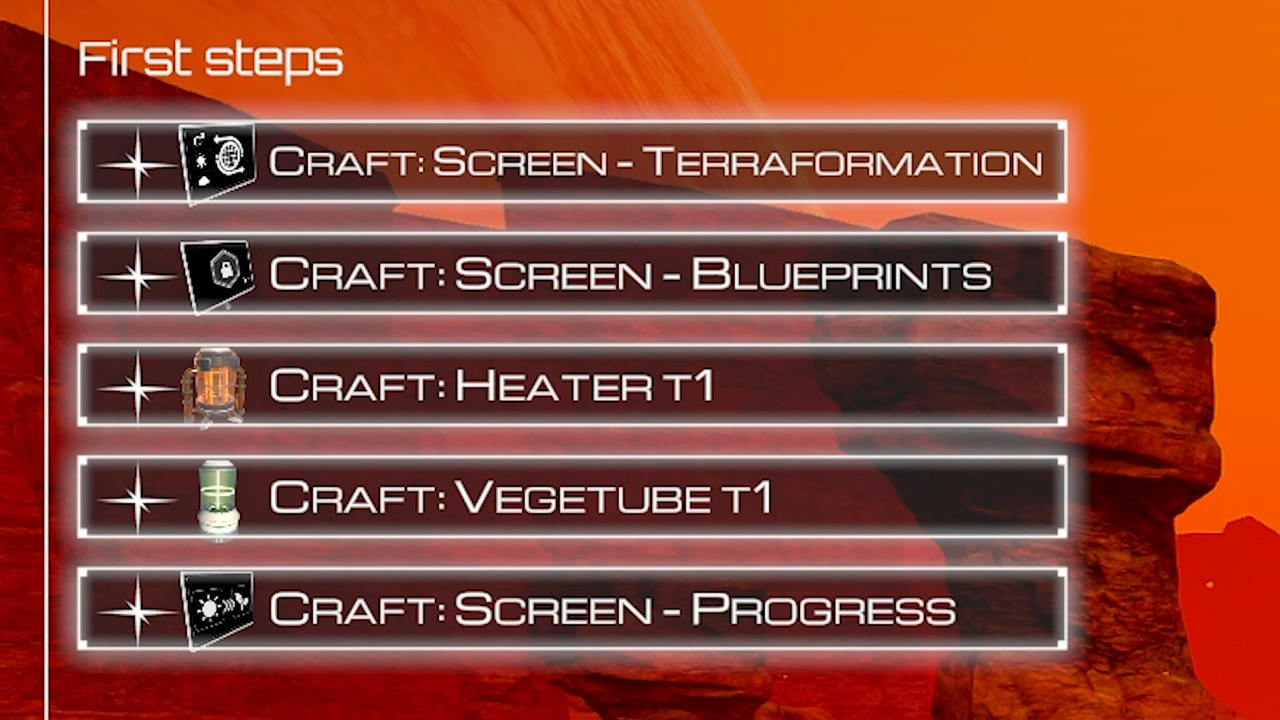 First steps
Craft: Screen - Terraformation
Craft: Screen - Blueprints
Craft: Heater T1
Craft: Vegetube T1
Craft: Screen - Progress